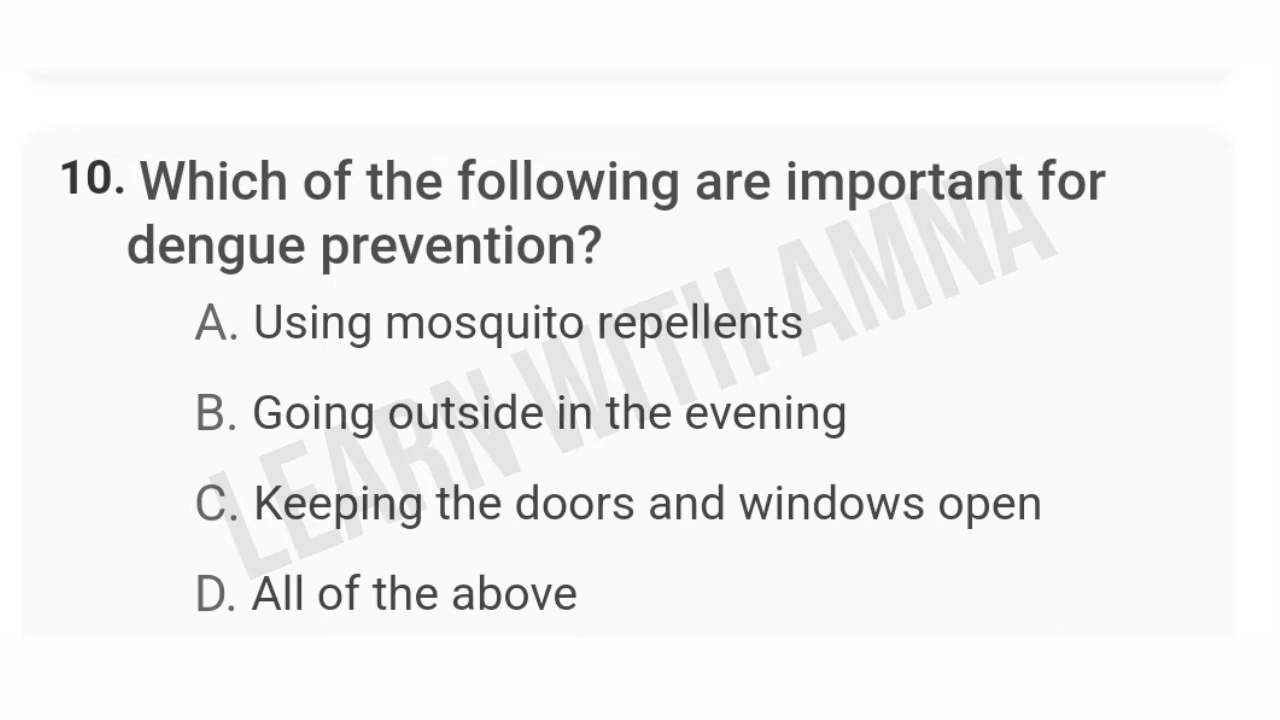 10. Which of the following are important for
dengue prevention?
A. Using mosquito repellents
B. Going outside in the evening
C. Keeping the doors and windows open
D. All of the above
LEARN WITH AMNA